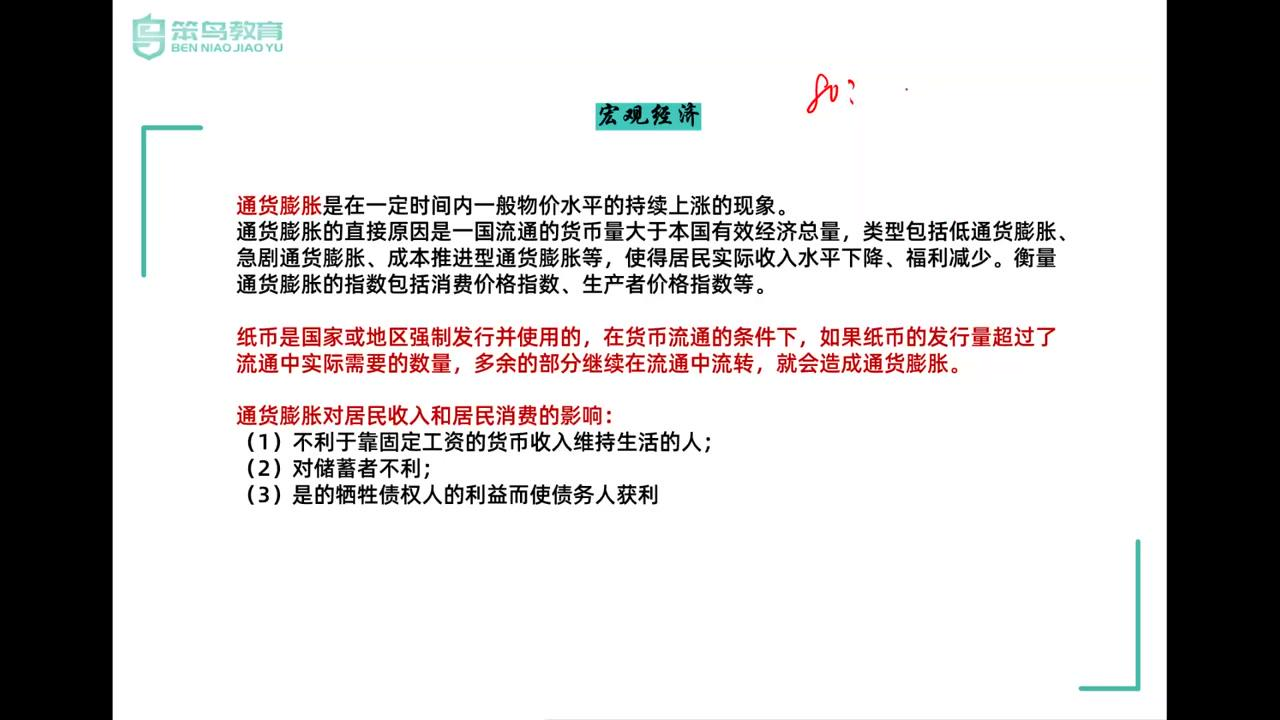 笨鸟教育
BEN NIAO JIAO YU
宏观经济
通货膨胀是在一定时间内一般物价水平的持续上涨的现象。
通货膨胀的直接原因是一国流通的货币量大于本国有效经济总量，类型包括低通货膨胀、
急剧通货膨胀、成本推进型通货膨胀等，使得居民实际收入水平下降、福利减少。衡量
通货膨胀的指数包括消费价格指数、生产者价格指数等。
纸币是国家或地区强制发行并使用的，在货币流通的条件下，如果纸币的发行量超过了
流通中实际需要的数量，多余的部分继续在流通中流转，就会造成通货膨胀。
通货膨胀对居民收入和居民消费的影响：
（1）不利于靠固定工资的货币收入维持生活的人；
（2）对储蓄者不利；
（3）是的牺牲债权人的利益而使债务人获利